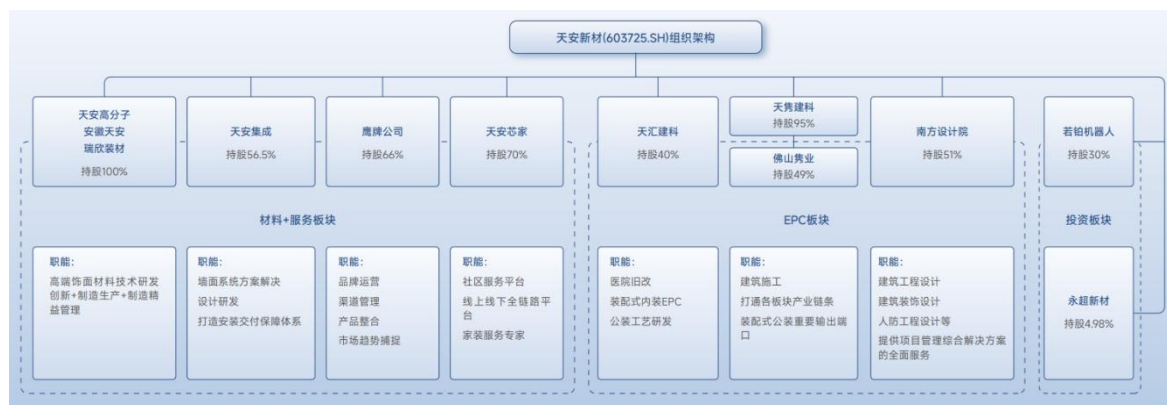 天安新材(603725.SH)组织架构
天安高分子
安徽天安
瑞欣装材
持股100%
天安集成
持股56.5%
鹰牌公司
持股66%
天安芯家
持股70%
天汇建科
持股40%
天隽建科
持股95%
佛山隽业
持股49%
南方设计院
持股51%
若铂机器人
持股30%
材料+服务板块
EPC板块
投资板块
职能：
高端饰面材料技术研发
创新+制造生产+制造精
益管理
职能：
墙面系统方案解决
设计研发
打造安装交付保障体系
职能：
品牌运营
渠道管理
产品整合
市场趋势捕捉
职能：
社区服务平台
线上线下全链路平
台
家装服务专家
职能：
医院旧改
装配式内装EPC
公装工艺研发
职能：
建筑施工
打通各板块产业链条
装配式公装重要输出端
口
职能：
建筑工程设计
建筑装饰设计
人防工程设计等
提供项目管理综合解决方案
的全面服务
永超新材
持股4.98%